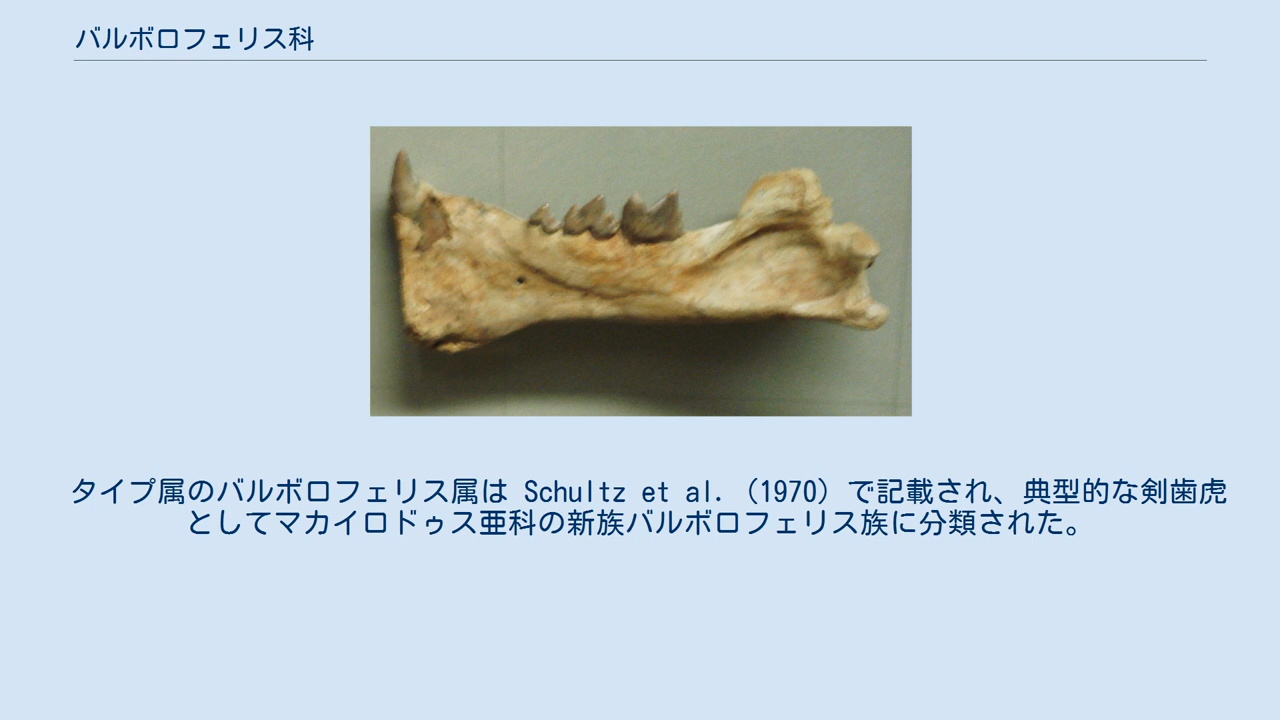 バルボロフェリス科
タイプ属のバルボロフェリス属は Schultz et al. (1970) で記載され、典型的な剣歯虎
としてマカイロドゥス亜科の新族バルボロフェリス族に分類された。